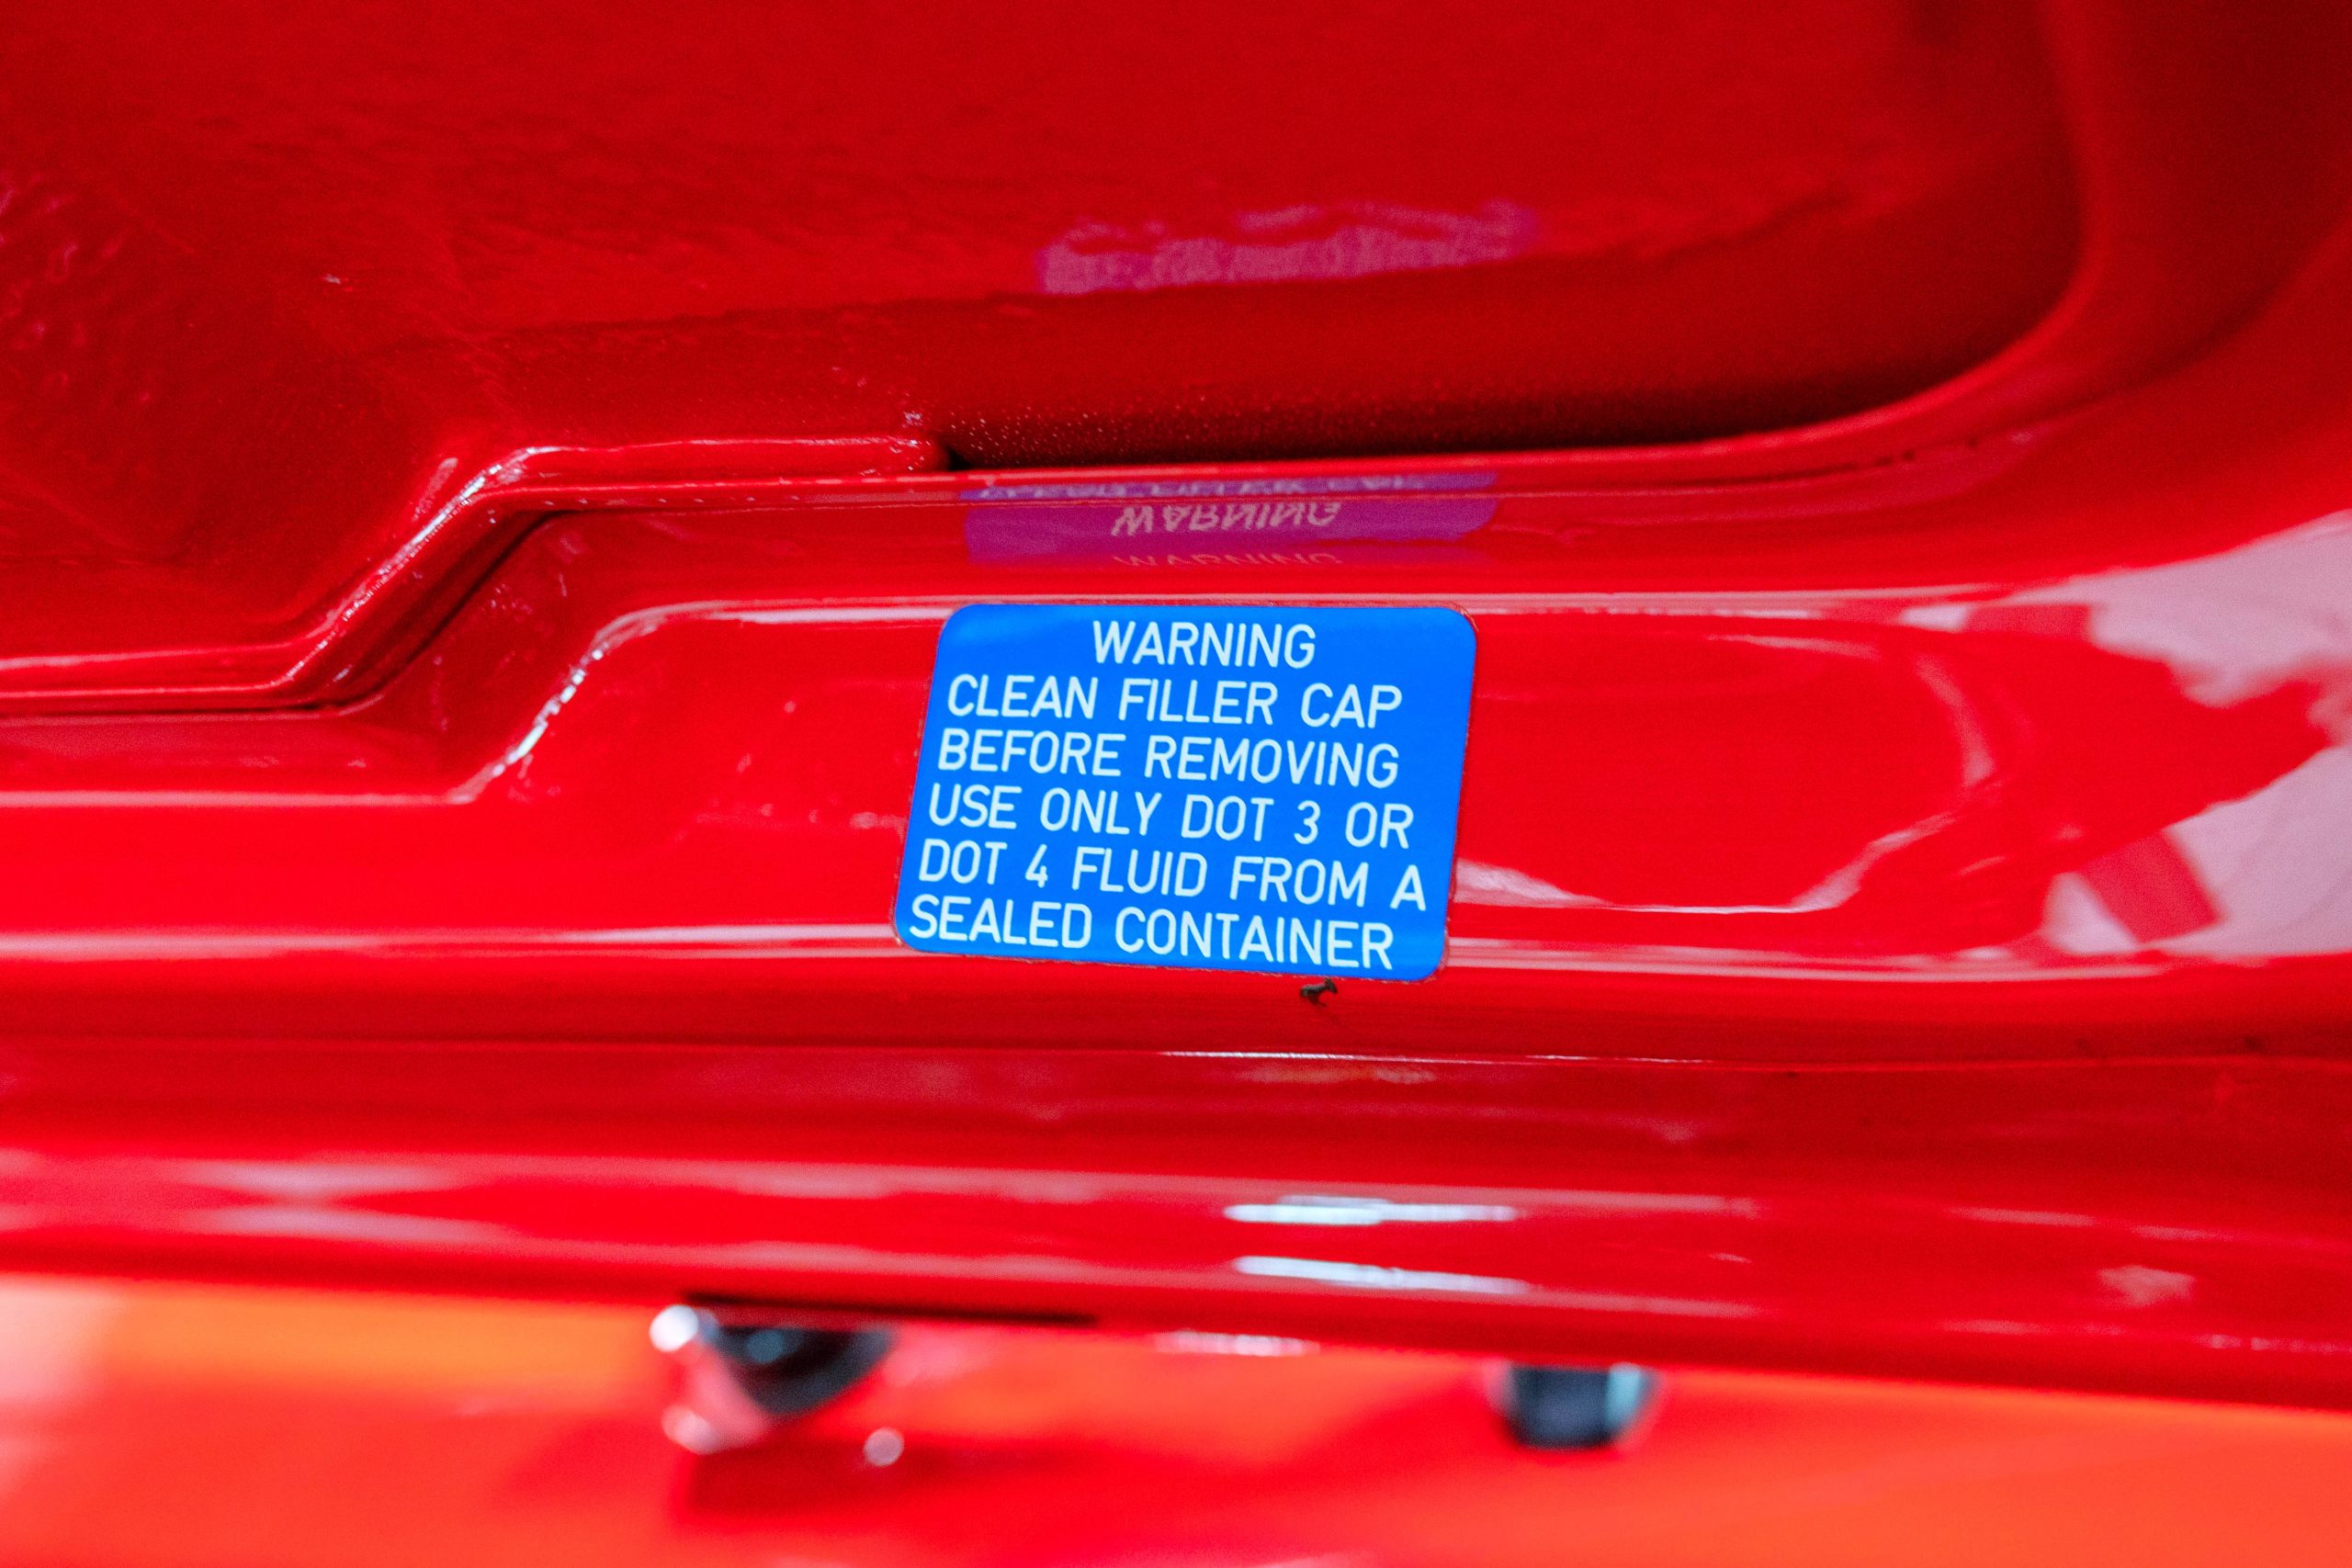 WARNING
CLEAN FILLER CAP
BEFORE REMOVING
USE ONLY DOT 3 OR
DOT 4 FLUID FROM A
SEALED CONTAINER